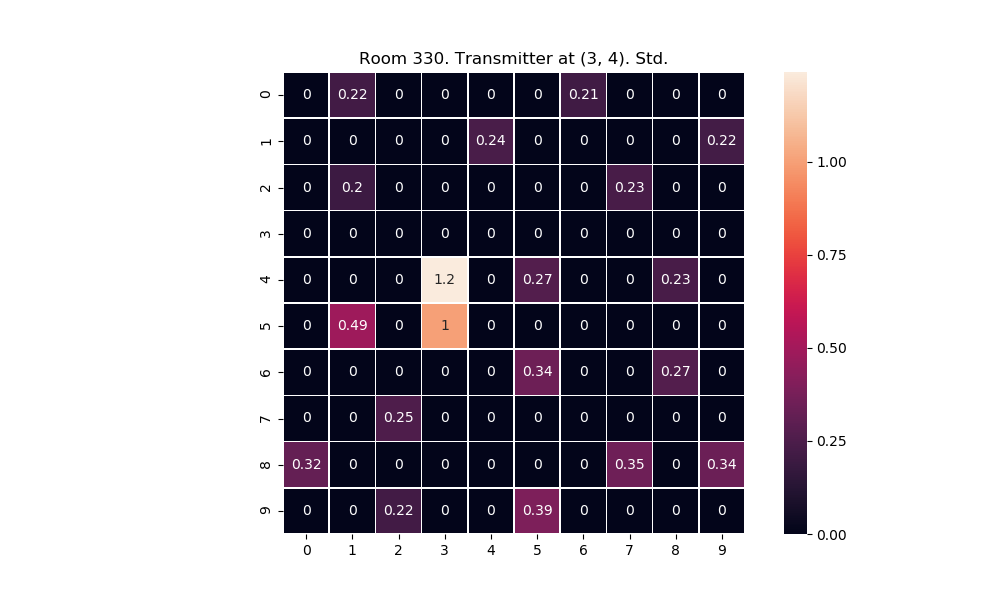 Room 330. Transmitter at (3, 4). Std.
0 0 0.22 0 0 0 0 0.21 0 0 0
1 0 0 0 0 0.24 0 0 0 0 0.22
2 0 0.2 0 0 0 0 0 0.23 0 0
3 0 0 0 0 0 0 0 0 0 0
4 0 0 0 1.2 0 0.27 0 0 0.23 0
5 0 0.49 0 1 0 0 0 0 0 0
6 0 0 0 0 0 0.34 0 0 0.27 0
7 0 0 0.25 0 0 0 0 0 0 0
8 0.32 0 0 0 0 0 0 0.35 0 0.34
9 0 0 0.22 0 0 0.39 0 0 0 0
0 1 2 3 4 5 6 7 8 9
1.00
0.75
0.50
0.25
0.00